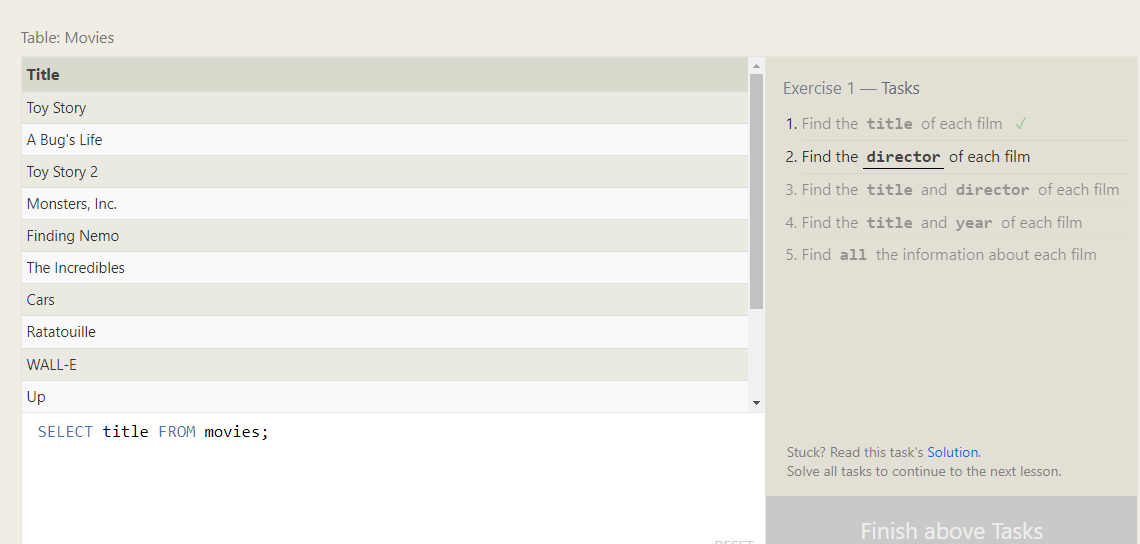 Table: Movies
Title
Toy Story
A Bug's Life
Toy Story 2
Monsters, Inc.
Finding Nemo
The Incredibles
Cars
Ratatouille
WALL-E
Up
SELECT title FROM movies;
RESET
Exercise 1 — Tasks
1. Find the title of each film ✓
2. Find the director of each film
3. Find the title and director of each film
4. Find the title and year of each film
5. Find all the information about each film
Stuck? Read this task's Solution.
Solve all tasks to continue to the next lesson.
Finish above Tasks